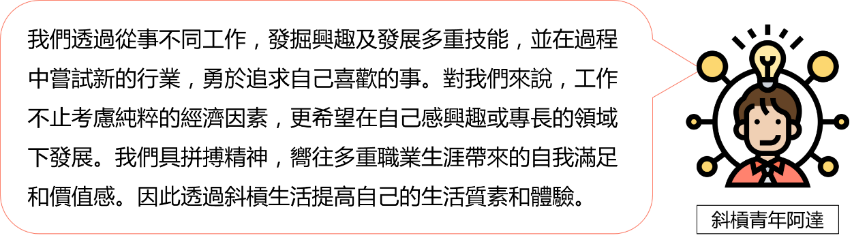 我們透過從事不同工作，發掘興趣及發展多重技能，並在過程
中嘗試新的行業，勇於追求自己喜歡的事。對我們來說，工作
不止考慮純粹的經濟因素，更希望在自己感興趣或專長的領域
下發展。我們具拼搏精神，嚮往多重職業生涯帶來的自我滿足
和價值感。因此透過斜槓生活提高自己的生活質素和體驗。
斜槓青年阿達